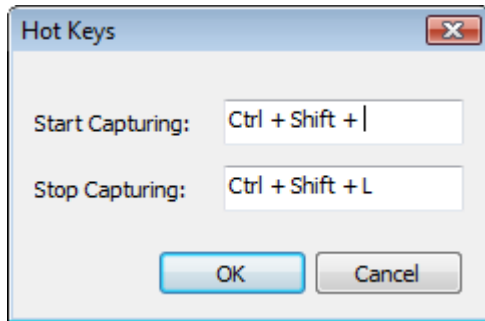 Hot Keys
Start Capturing: Ctrl + Shift +
Stop Capturing: Ctrl + Shift + L
OK Cancel